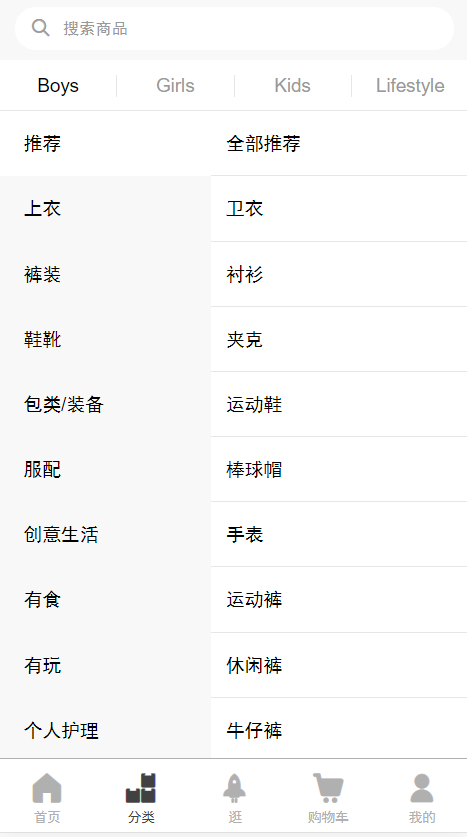 搜索商品
Boys Girls Kids Lifestyle
推荐 全部推荐
上衣 卫衣
裤装 衬衫
鞋靴 夹克
包类/装备 运动鞋
服配 棒球帽
创意生活 手表
有食 运动裤
有玩 休闲裤
个人护理 牛仔裤
首页 分类 逛 购物车 我的